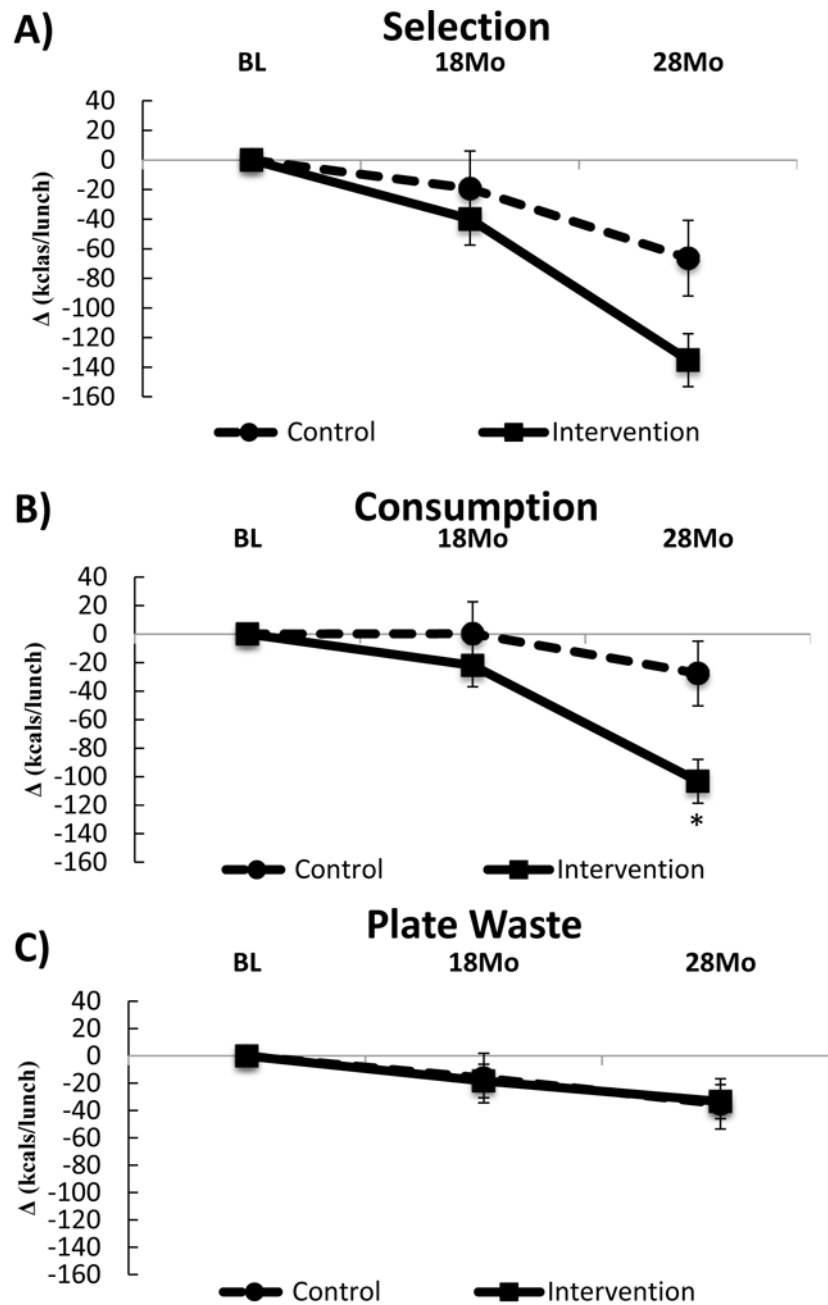 A)
Selection
BL 18Mo 28Mo
40
20
0
-20
-40
-60
-80
-100
-120
-140
-160
Δ (kclas/lunch)
Control Intervention
B)
Consumption
BL 18Mo 28Mo
40
20
0
-20
-40
-60
-80
-100
-120
-140
-160
Δ (kcals/lunch)
*
Control Intervention
C)
Plate Waste
BL 18Mo 28Mo
40
20
0
-20
-40
-60
-80
-100
-120
-140
-160
Δ (kcals/lunch)
Control Intervention